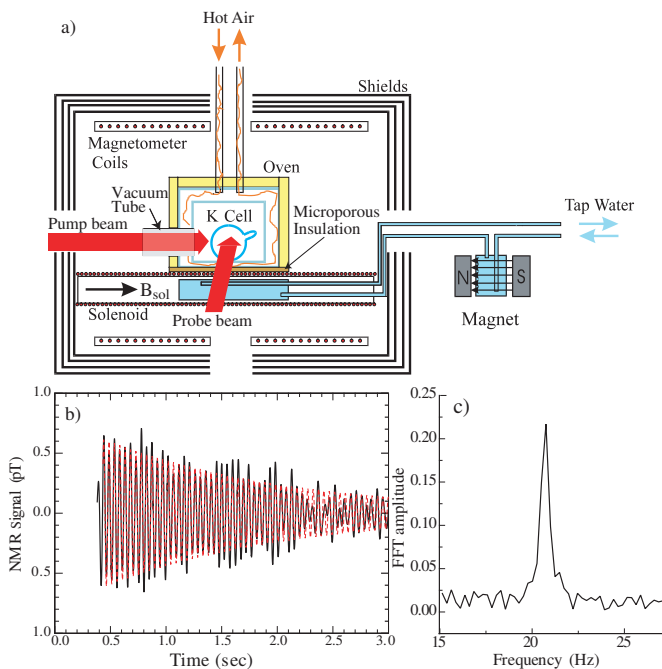 a)
Hot Air
Shields
Magnetometer
Coils
Oven
Vacuum
Tube
K Cell
Microporous
Insulation
Tap Water
Pump beam
N
S
Bsol
Solenoid
Probe beam
Magnet
b)
1.0
0.5
0.0
0.5
1.0
NMR Signal (pT)
0.0 0.5 1.0 1.5 2.0 2.5 3.0
Time (sec)
c)
0.25
0.20
0.15
0.10
0.05
0.00
FFT amplitude
15 20 25
Frequency (Hz)